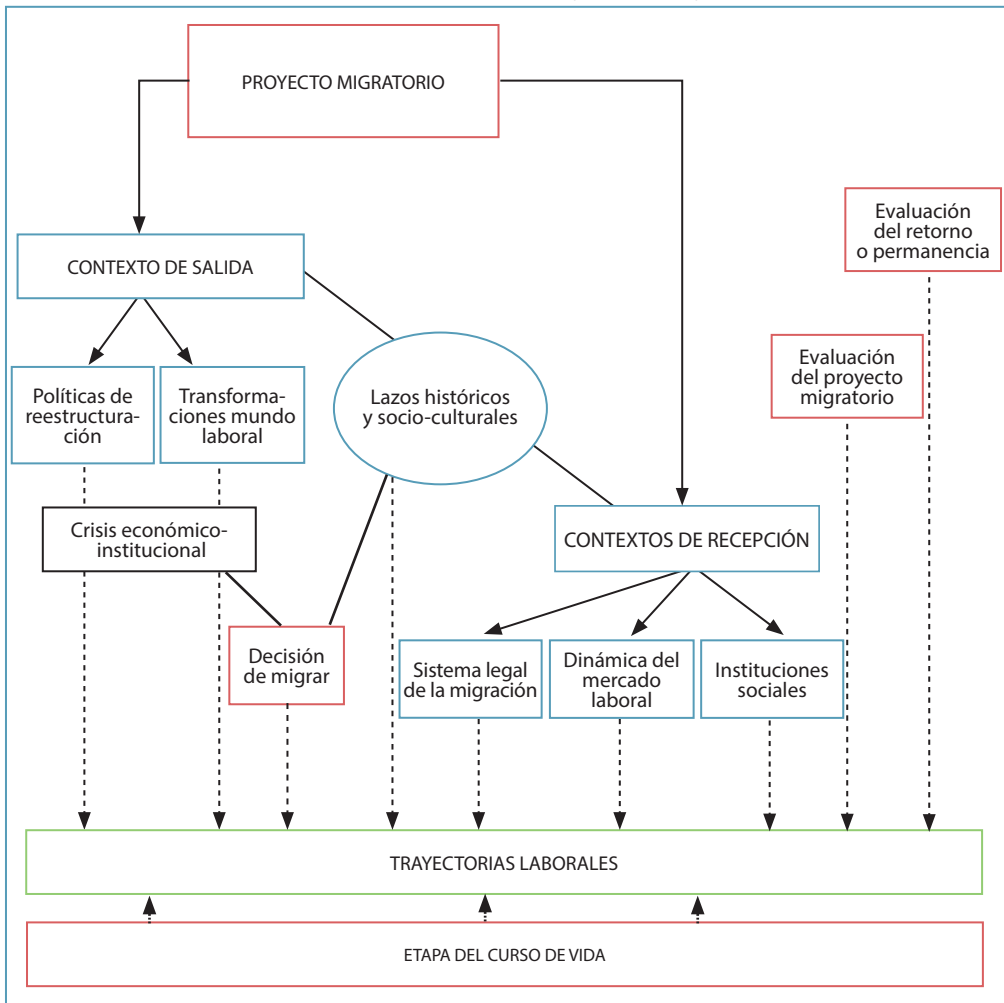 PROYECTO MIGRATORIO
Evaluación
del retorno
o permanencia
CONTEXTO DE SALIDA
Evaluación
del proyecto
migratorio
Políticas de
reestructura-
ción
Transforma-
ciones mundo
laboral
Lazos históricos
y socio-culturales
Crisis económico-
institucional
CONTEXTOS DE RECEPCIÓN
Decisión
de migrar
Sistema legal
de la migración
Dinámica del
mercado
laboral
Instituciones
sociales
TRAYECTORIAS LABORALES
ETAPA DEL CURSO DE VIDA